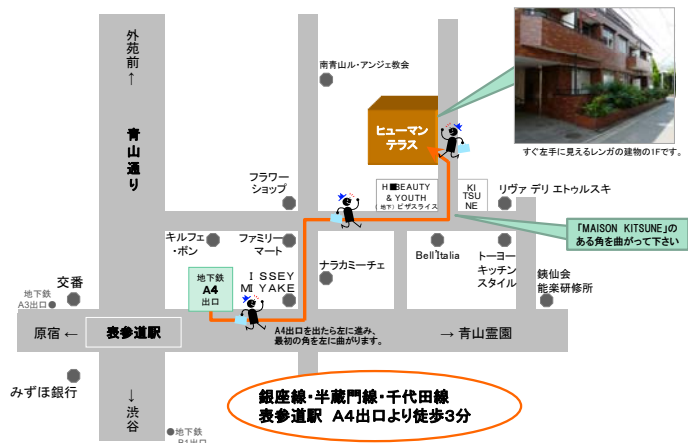 外苑前
↑
青山通り
南青山ル・アンジェ教会
ヒューマン
テラス
すぐ左手に見えるレンガの建物の1Fです。
フラワー
ショップ
H■BEAUTY
& YOUTH
(地下)ピザスライス
KI
TSU
NE
リヴァ デリ エトゥルスキ
「MAISON KITSUNE」の
ある角を曲がって下さい
キルフェ
・ボン
ファミリー
マート
ISSEY
MIYAKE
ナラカミーチェ
Bell'Italia
トーヨー
キッチン
スタイル
銕仙会
能楽研修所
交番
地下鉄
A3出口
地下鉄
A4
出口
A4出口を出たら左に進み、
最初の角を左に曲がります。
原宿 ←
表参道駅
→ 青山霊園
みずほ銀行
↓
渋谷
地下鉄
B1出口
銀座線・半蔵門線・千代田線
表参道駅 A4出口より徒歩3分